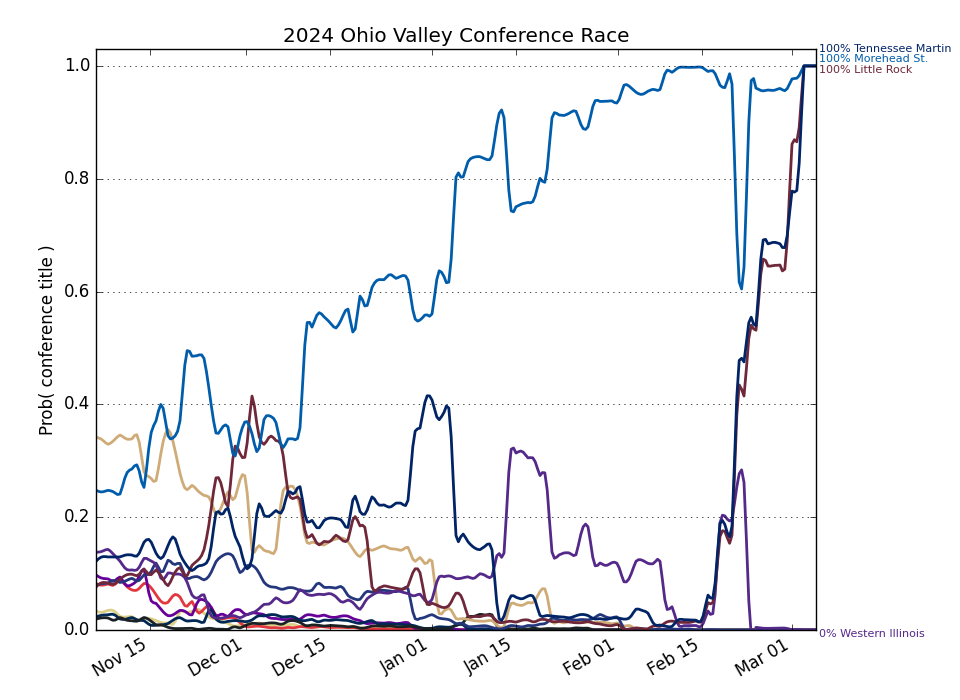 2024 Ohio Valley Conference Race
100% Tennessee Martin
100% Morehead St.
100% Little Rock
1.0
0.8
0.6
0.4
0.2
0.0
Prob( conference title )
0% Western Illinois
Nov 15
Dec 01
Dec 15
Jan 01
Jan 15
Feb 01
Feb 15
Mar 01